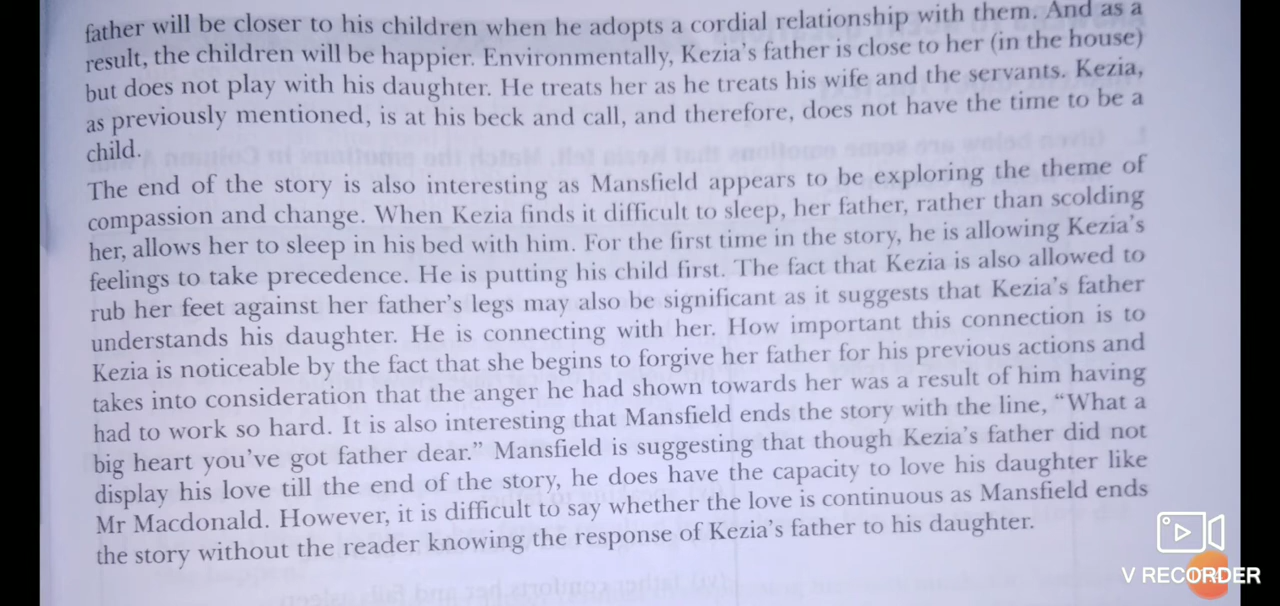 father will be closer to his children when he adopts a cordial relationship with them. And as a
result, the children will be happier. Environmentally, Kezia's father is close to her (in the house)
but does not play with his daughter. He treats her as he treats his wife and the servants. Kezia,
as previously mentioned, is at his beck and call, and therefore, does not have the time to be a
child.
The end of the story is also interesting as Mansfield appears to be exploring the theme of
compassion and change. When Kezia finds it difficult to sleep, her father, rather than scolding
her, allows her to sleep in his bed with him. For the first time in the story, he is allowing Kezia's
feelings to take precedence. He is putting his child first. The fact that Kezia is also allowed to
rub her feet against her father's legs may also be significant as it suggests that Kezia's father
understands his daughter. He is connecting with her. How important this connection is to
Kezia is noticeable by the fact that she begins to forgive her father for his previous actions and
takes into consideration that the anger he had shown towards her was a result of him having
had to work so hard. It is also interesting that Mansfield ends the story with the line, “What a
big heart you've got father dear.” Mansfield is suggesting that though Kezia's father did not
display his love till the end of the story, he does have the capacity to love his daughter like
Mr Macdonald. However, it is difficult to say whether the love is continuous as Mansfield ends
the story without the reader knowing the response of Kezia's father to his daughter.
V RECORDER